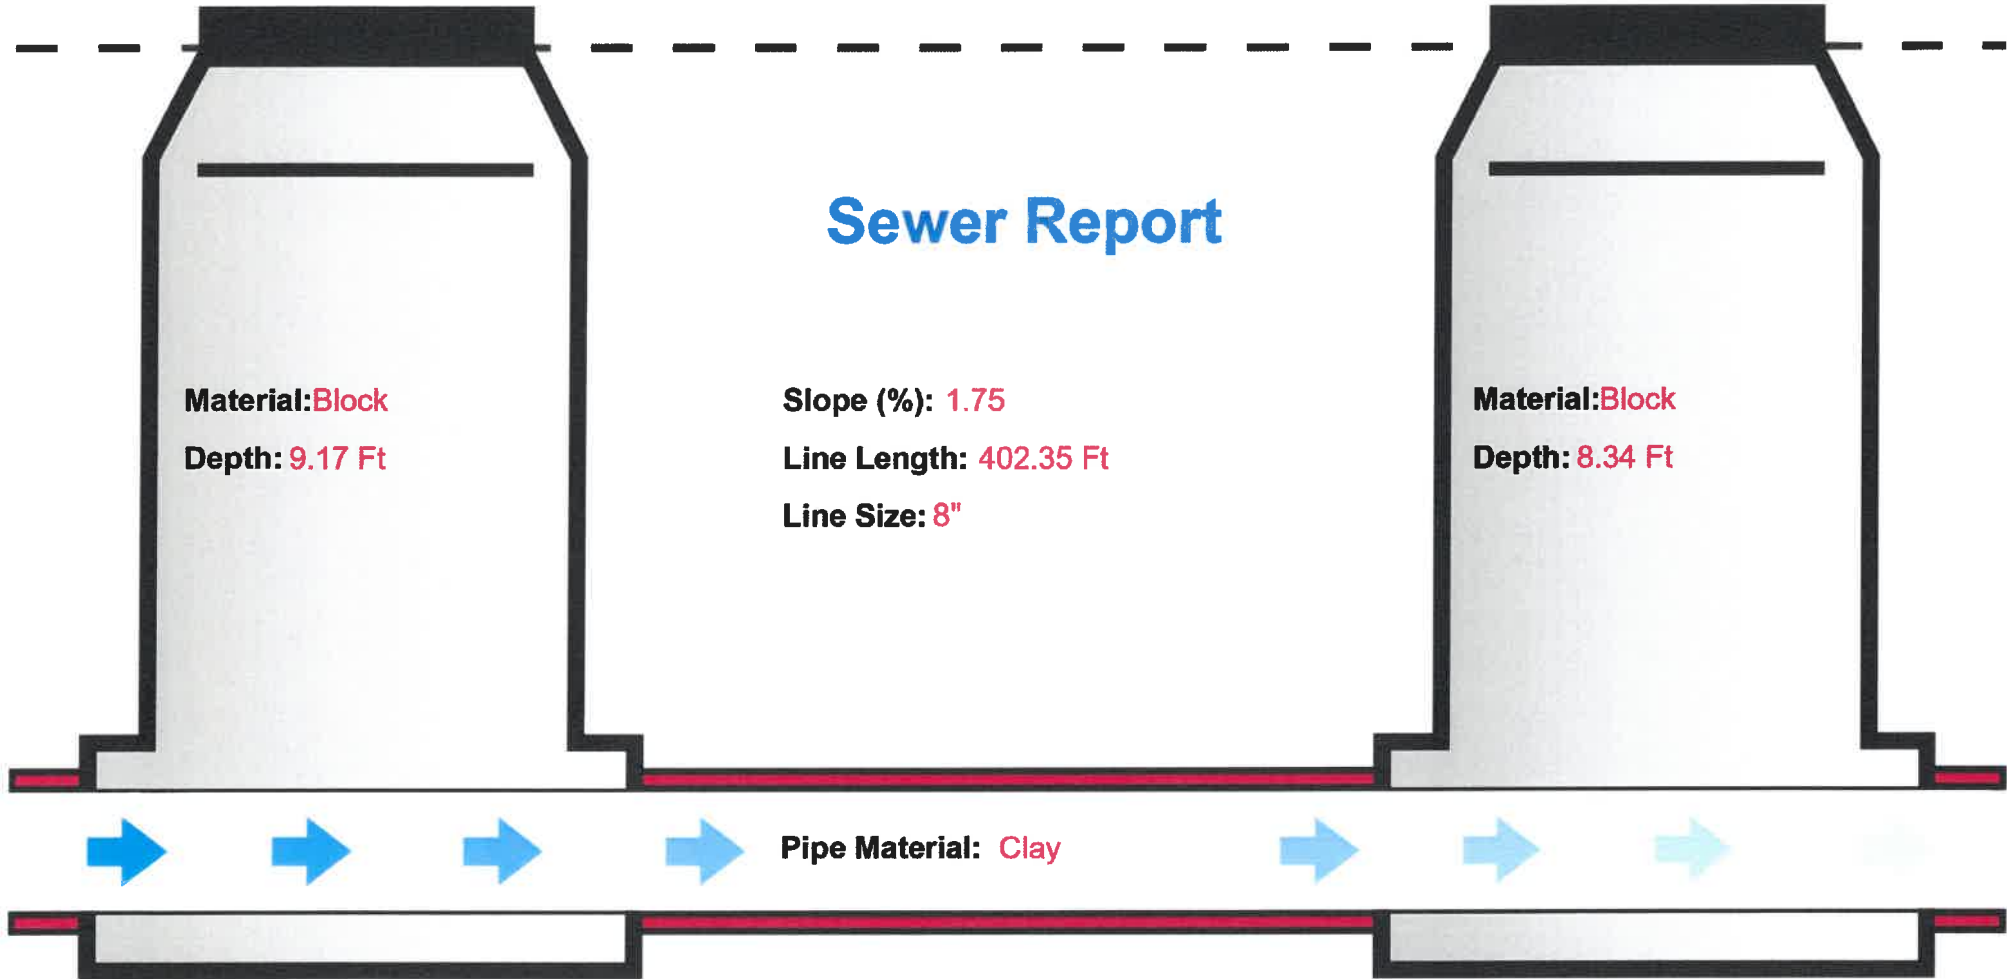 Sewer Report
Material:Block
Depth: 9.17 Ft
Slope (%): 1.75
Line Length: 402.35 Ft
Line Size: 8"
Material:Block
Depth: 8.34 Ft
Pipe Material: Clay